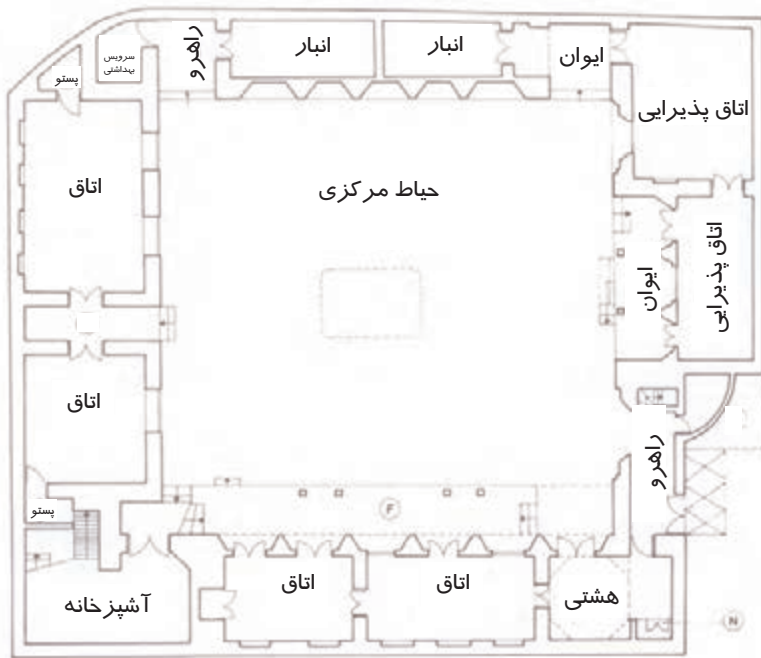 راهرو
انبار
انبار
ایوان
سرویس
بهداشتی
پستو
اتاق پذیرایی
اتاق
حیاط مرکزی
اتاق پذیرایی
ایوان
اتاق
راهرو
پستو
F
آشپزخانه
اتاق
اتاق
هشتی
N